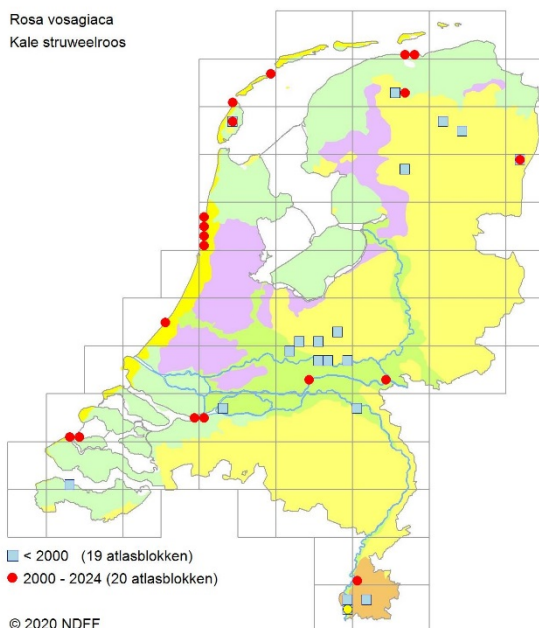 Rosa vosagiaca
Kale struweelroos
< 2000 (19 atlasblokken)
2000 - 2024 (20 atlasblokken)
© 2020 NDFF